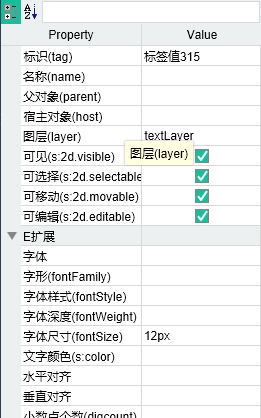 Property Value
标识(tag) 标签值315
名称(name)
父对象(parent)
宿主对象(host)
图层(layer) textLayer
可见(s:2d.visible)
图层(layer)
可选择(s:2d.selectable
可移动(s:2d.movable)
可编辑(s:2d.editable)
E扩展
字体
字形(fontFamily)
字体样式(fontStyle)
字体深度(fontWeight)
字体尺寸(fontSize) 12px
文字颜色(s:color)
水平对齐
垂直对齐
小数点个数(digcount)